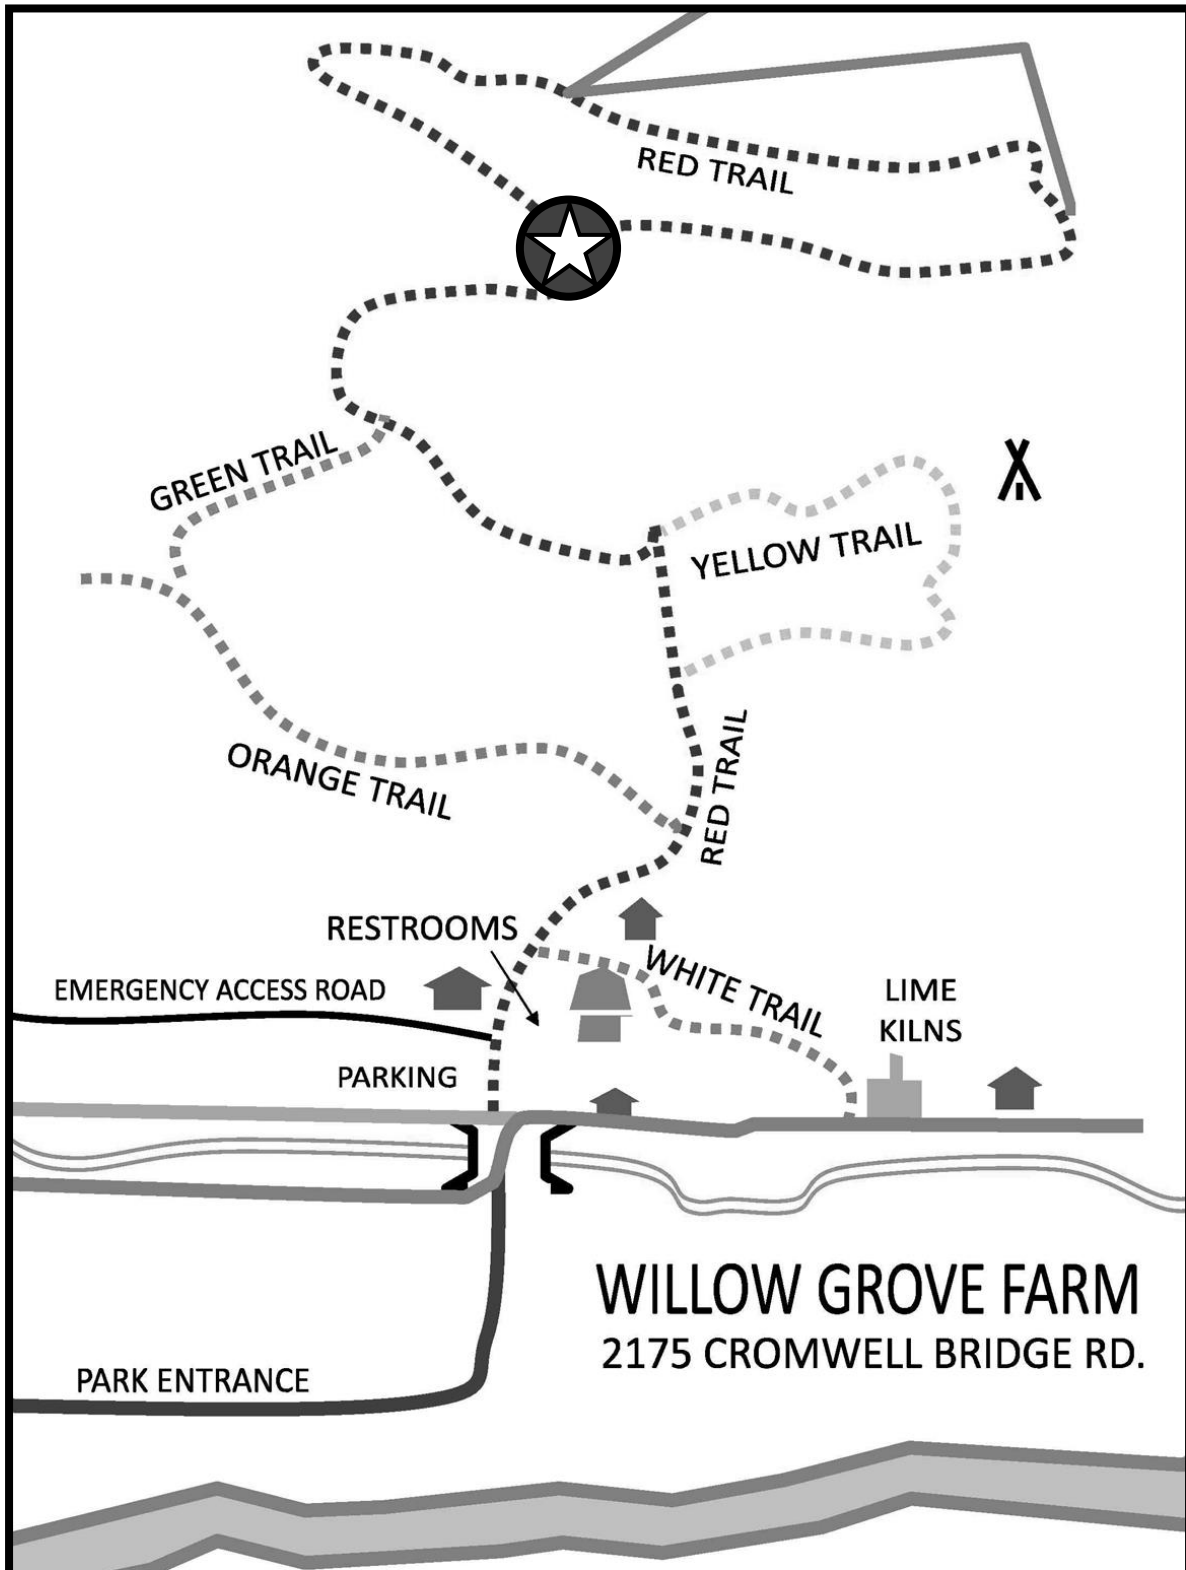 RED TRAIL
GREEN TRAIL
YELLOW TRAIL
ORANGE TRAIL
RED TRAIL
RESTROOMS
WHITE TRAIL
EMERGENCY ACCESS ROAD
LIME
KILNS
PARKING
WILLOW GROVE FARM
2175 CROMWELL BRIDGE RD.
PARK ENTRANCE